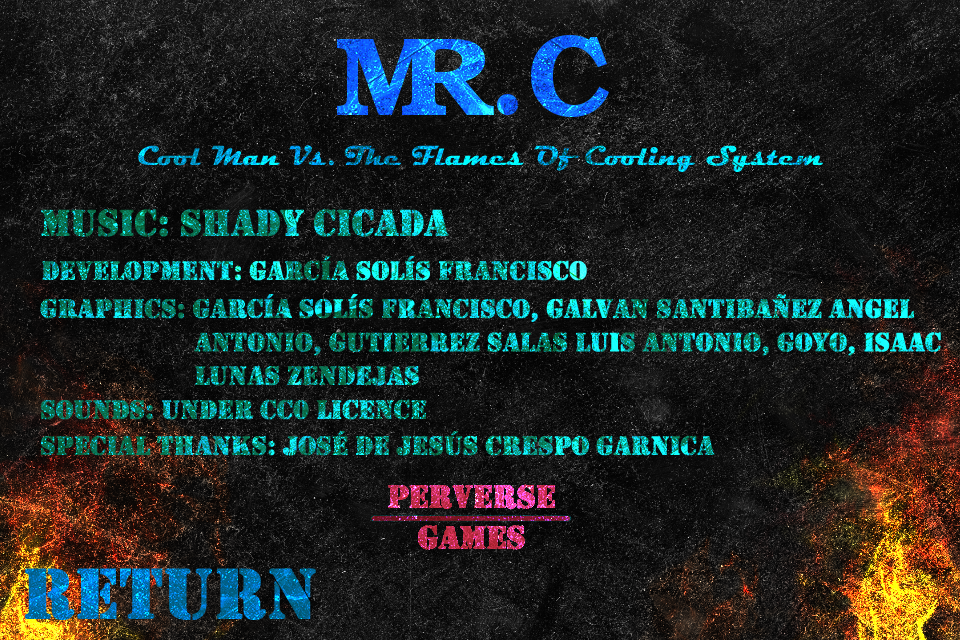 MR. C
Cool Man Vs. The Flames Of Cooling System
MUSIC: SHADY CICADA
DEVELOPMENT: GARCÍA SOLÍS FRANCISCO
GRAPHICS: GARCÍA SOLÍS FRANCISCO, GALVAN SANTIBAÑEZ ANGEL
ANTONIO, GUTIERREZ SALAS LUIS ANTONIO, GOYO, ISAAC
LUNAS ZENDEJAS
SOUNDS: UNDER CC0 LICENCE
SPECIAL THANKS: JOSÉ DE JESÚS CRESPO GARNICA
PERVERSE
GAMES
RETURN